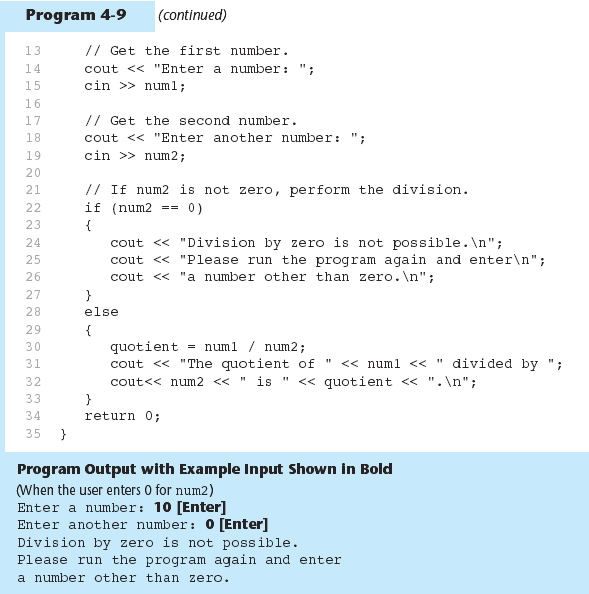 Program 4-9 (continued)
13 // Get the first number.
14 cout << "Enter a number: ";
15 cin >> num1;
16
17 // Get the second number.
18 cout << "Enter another number: ";
19 cin >> num2;
20
21 // If num2 is not zero, perform the division.
22 if (num2 == 0)
23 {
24 cout << "Division by zero is not possible.\n";
25 cout << "Please run the program again and enter\n";
26 cout << "a number other than zero.\n";
27 }
28 else
29 {
30 quotient = num1 / num2;
31 cout << "The quotient of " << num1 << " divided by ";
32 cout<< num2 << " is " << quotient << ".\n";
33 }
34 return 0;
35 }
Program Output with Example Input Shown in Bold
(When the user enters 0 for num2)
Enter a number: 10 [Enter]
Enter another number: 0 [Enter]
Division by zero is not possible.
Please run the program again and enter
a number other than zero.